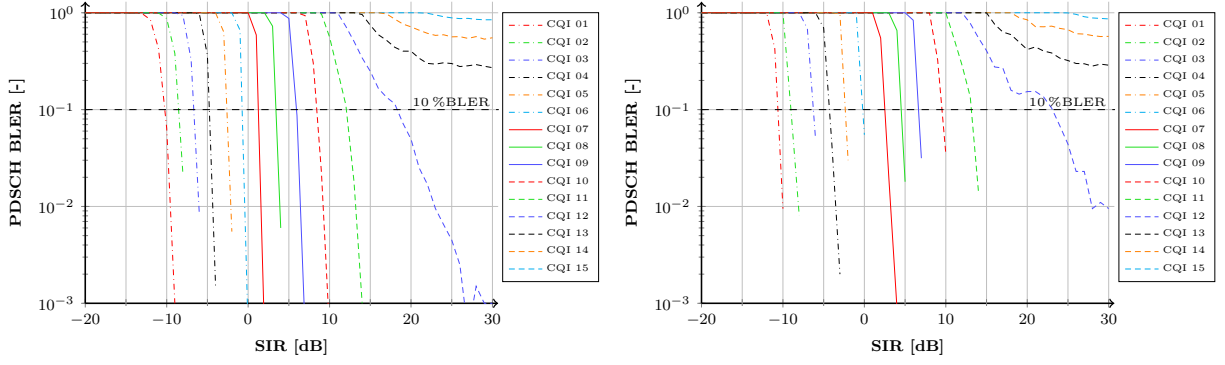 PDSCH BLER [-]
10⁰
10⁻¹
10⁻²
10⁻³
10 %BLER
−20
−10
0
10
20
30
SIR [dB]
CQI 01
CQI 02
CQI 03
CQI 04
CQI 05
CQI 06
CQI 07
CQI 08
CQI 09
CQI 10
CQI 11
CQI 12
CQI 13
CQI 14
CQI 15
PDSCH BLER [-]
10⁰
10⁻¹
10⁻²
10⁻³
10 %BLER
−20
−10
0
10
20
30
SIR [dB]
CQI 01
CQI 02
CQI 03
CQI 04
CQI 05
CQI 06
CQI 07
CQI 08
CQI 09
CQI 10
CQI 11
CQI 12
CQI 13
CQI 14
CQI 15